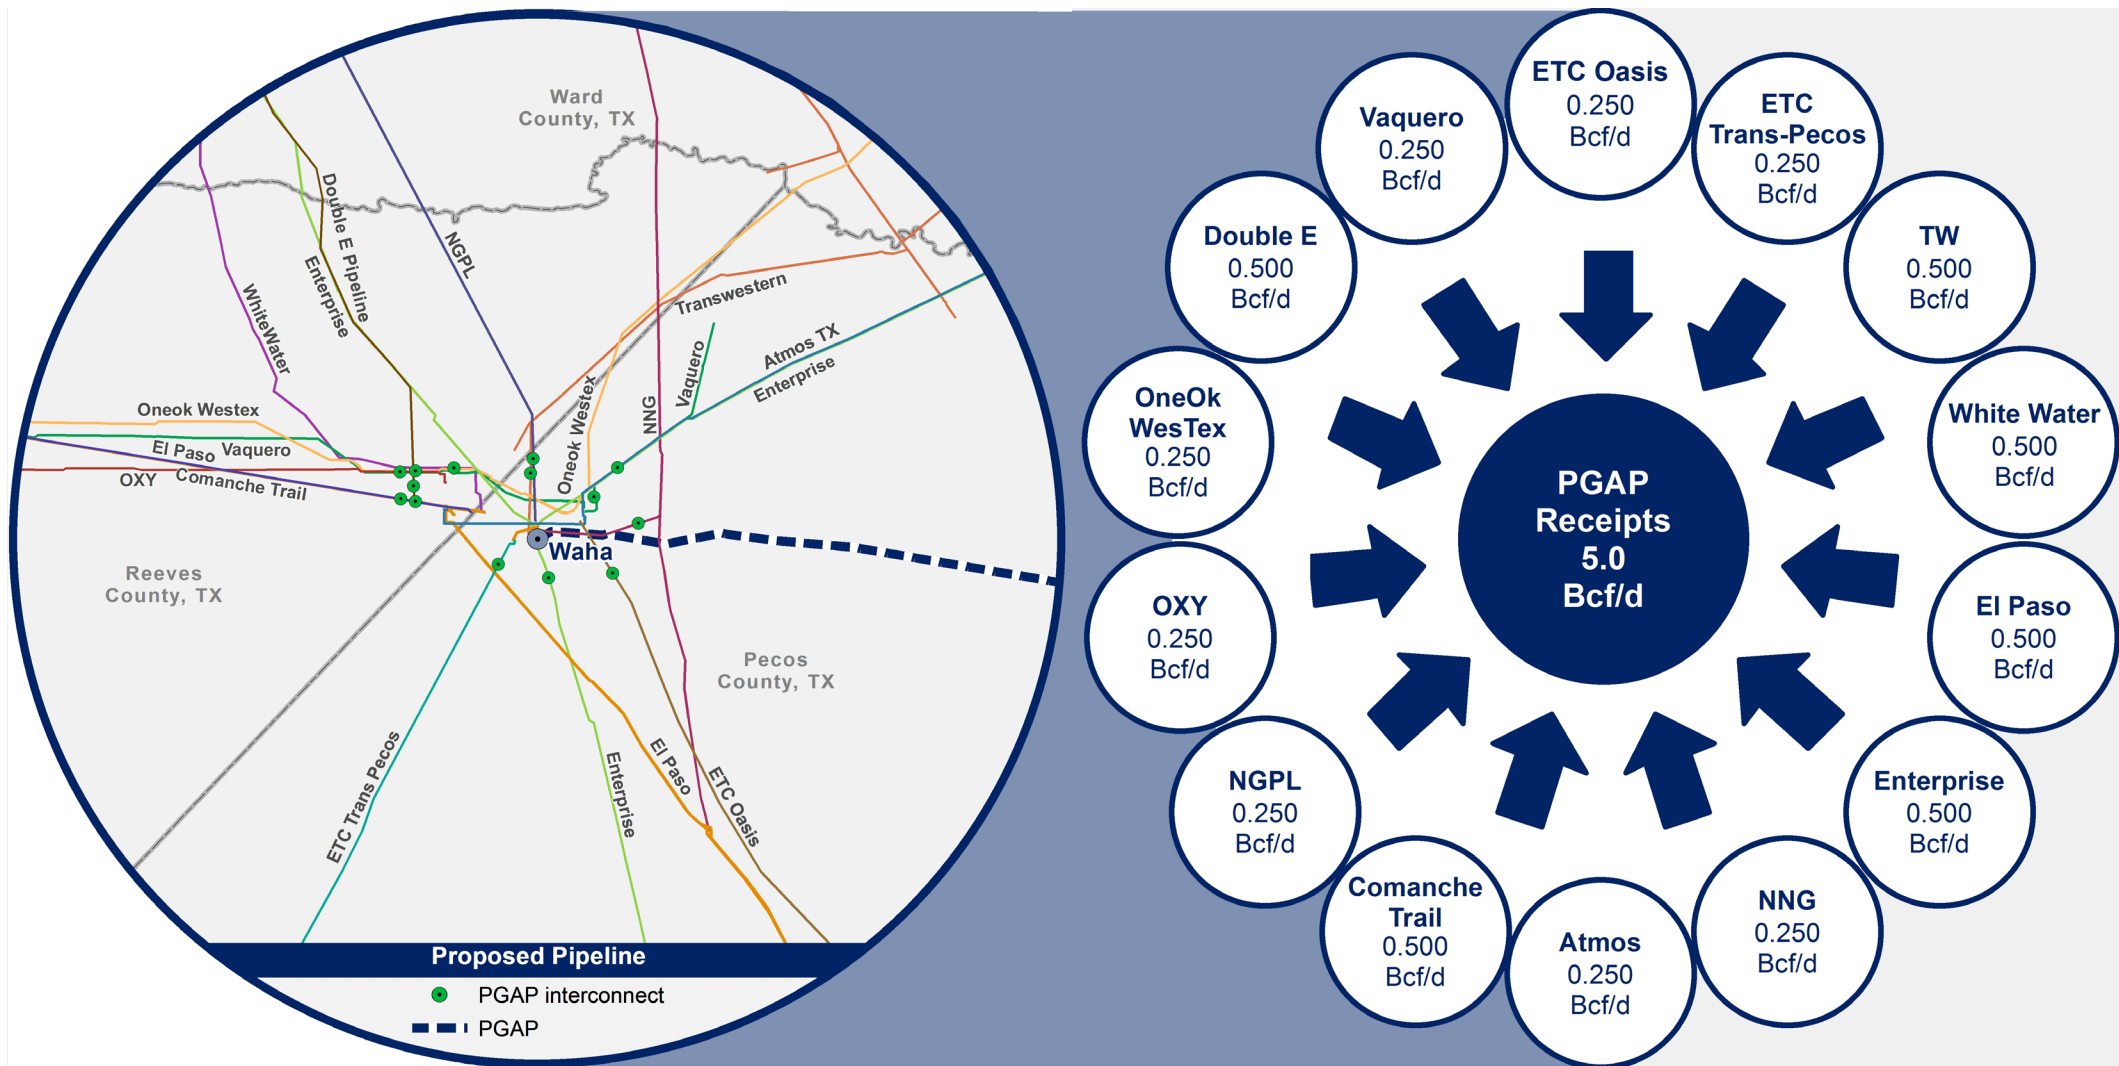 Ward
County, TX
Double E Pipeline
Enterprise
NGPL
WhiteWater
Transwestern
Atmos TX
Enterprise
Vaquero
Oneok Westex
NNG
Oneok Westex
El Paso
Vaquero
OXY
Comanche Trail
Waha
Reeves
County, TX
Pecos
County, TX
ETC Trans Pecos
Enterprise
El Paso
ETC Oasis
Proposed Pipeline
PGAP interconnect
PGAP
ETC Oasis
0.250
Bcf/d
ETC
Trans-Pecos
0.250
Bcf/d
TW
0.500
Bcf/d
White Water
0.500
Bcf/d
El Paso
0.500
Bcf/d
Enterprise
0.500
Bcf/d
NNG
0.250
Bcf/d
Atmos
0.250
Bcf/d
Comanche
Trail
0.500
Bcf/d
NGPL
0.250
Bcf/d
OXY
0.250
Bcf/d
OneOk
WesTex
0.250
Bcf/d
Double E
0.500
Bcf/d
Vaquero
0.250
Bcf/d
PGAP
Receipts
5.0
Bcf/d